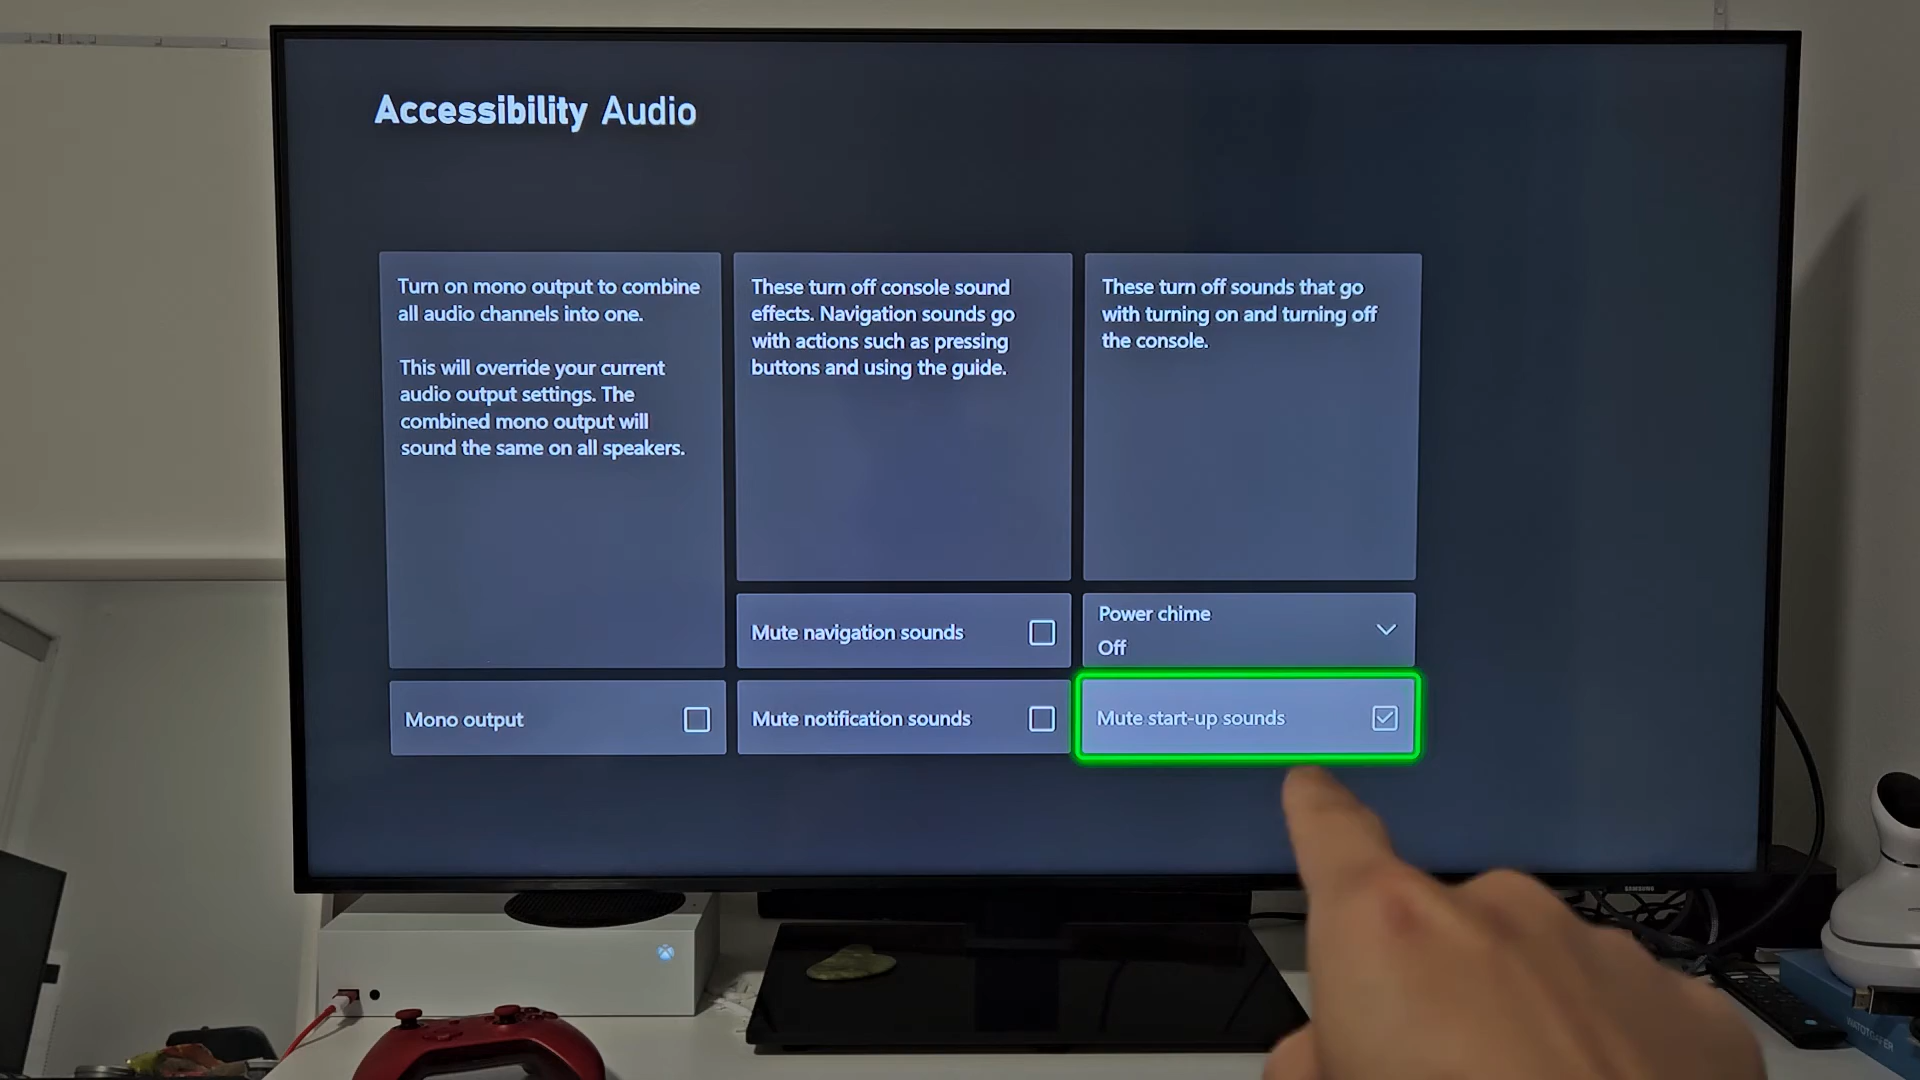 Accessibility Audio
Turn on mono output to combine
all audio channels into one.
This will override your current
audio output settings. The
combined mono output will
sound the same on all speakers.
Mono output
These turn off console sound
effects. Navigation sounds go
with actions such as pressing
buttons and using the guide.
Mute navigation sounds
Mute notification sounds
These turn off sounds that go
with turning on and turning off
the console.
Power chime
Off
Mute start-up sounds
SAMSUNG